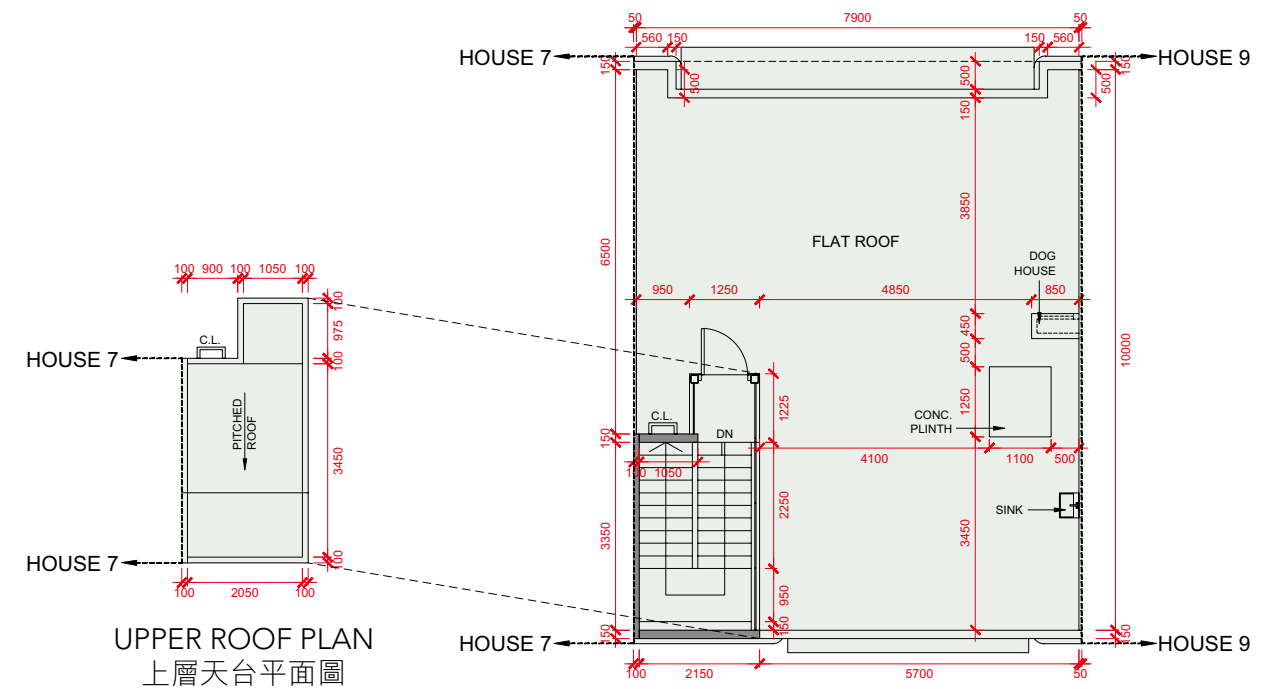 50
7900
50
560
150
150
560
HOUSE 7
HOUSE 9
150
500
500
150
500
150
3850
6500
FLAT ROOF
DOG
HOUSE
950
1250
4850
850
450
500
10000
1225
1250
C.L.
DN
CONC.
PLINTH
150
4100
1100
500
100
1050
2250
SINK
3350
3450
950
150
150
150
HOUSE 7
HOUSE 9
100
2150
5700
50
100
900
100
1050
100
100
975
C.L.
HOUSE 7
100
PITCHED
ROOF
3450
HOUSE 7
100
100
2050
100
UPPER ROOF PLAN
上層天台平面圖